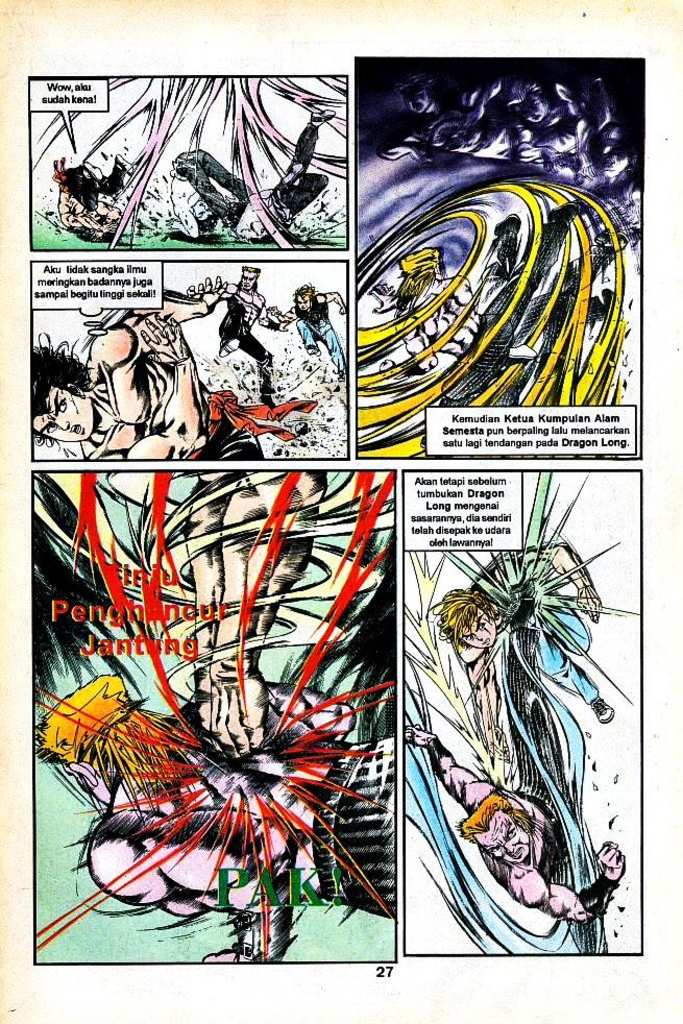 Wow, aku
sudah kena!
Aku tidak sangka ilmu
meringkan badannya juga
sampai begitu tinggi sekali!
Kemudian Ketua Kumpulan Alam
Semesta pun berpaling lalu melancarkan
satu lagi tendangan pada Dragon Long.
Tinju
Penghancur
Jantung
PAK!
Akan tetapi sebelum
tumbukan Dragon
Long mengenai
sasarannya, dia sendiri
telah disepak ke udara
oleh lawannya!
27